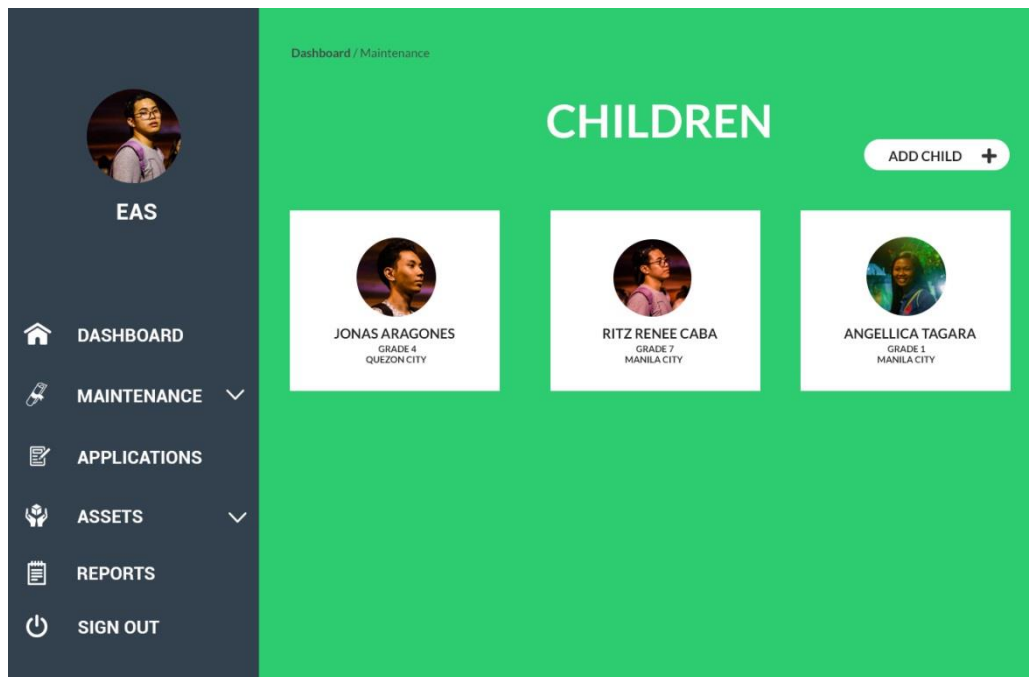 EAS
DASHBOARD
MAINTENANCE
APPLICATIONS
ASSETS
REPORTS
SIGN OUT
Dashboard / Maintenance
CHILDREN
ADD CHILD +
JONAS ARAGONES
GRADE 4
QUEZON CITY
RITZ RENEE CABA
GRADE 7
MANILA CITY
ANGELLICA TAGARA
GRADE 1
MANILA CITY